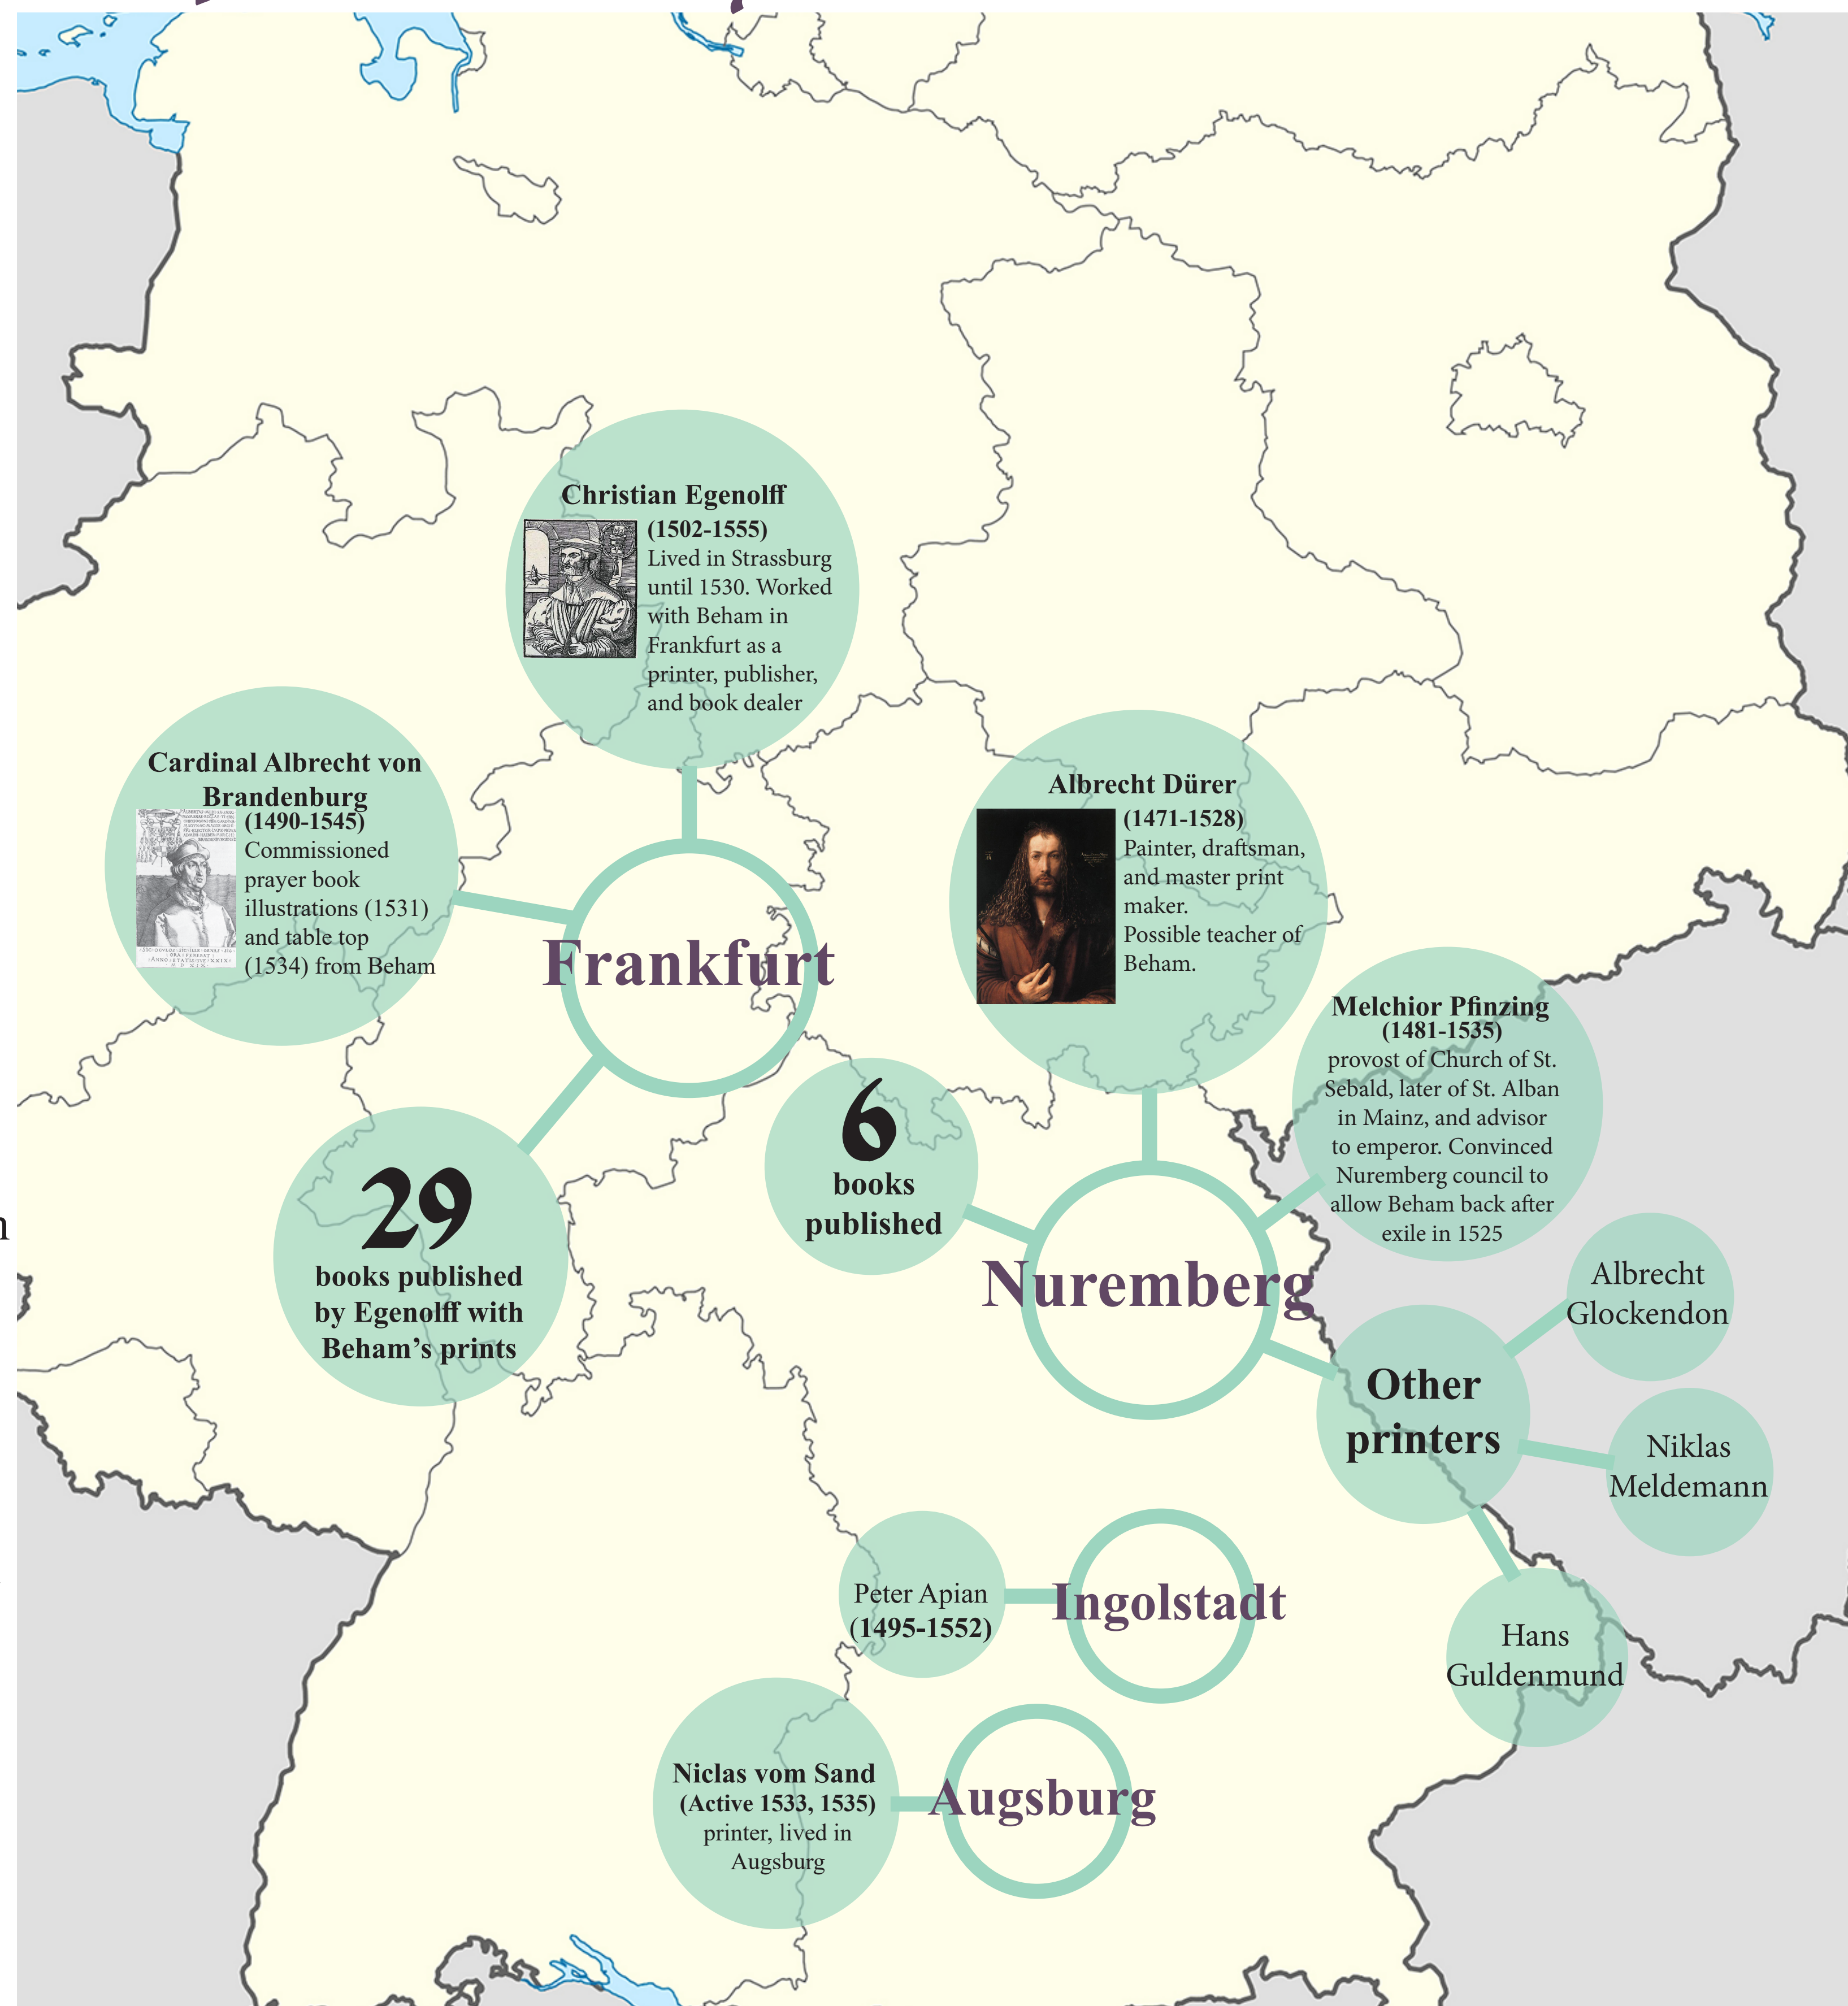 Christian Egenolff
(1502-1555)
Lived in Strassburg
until 1530. Worked
with Beham in
Frankfurt as a
printer, publisher,
and book dealer
Cardinal Albrecht von
Brandenburg
(1490-1545)
Commissioned
prayer book
illustrations (1531)
and table top
(1534) from Beham
Frankfurt
29
books published
by Egenolff with
Beham’s prints
Albrecht Dürer
(1471-1528)
Painter, draftsman,
and master print
maker.
Possible teacher of
Beham.
Melchior Pfinzing
(1481-1535)
provost of Church of St.
Sebald, later of St. Alban
in Mainz, and advisor
to emperor. Convinced
Nuremberg council to
allow Beham back after
exile in 1525
6
books
published
Nuremberg
Other
printers
Albrecht
Glockendon
Niklas
Meldemann
Hans
Guldenmund
Peter Apian
(1495-1552)
Ingolstadt
Niclas vom Sand
(Active 1533, 1535)
printer, lived in
Augsburg
Augsburg